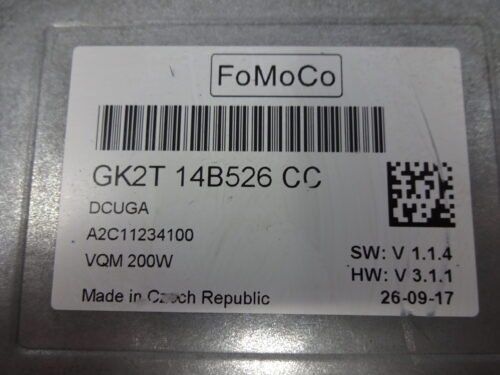 FoMoCo
GK2T 14B526 CC
DCUGA
A2C11234100
VQM 200W
SW: V 1.1.4
HW: V 3.1.1
Made in Czech Republic
26-09-17